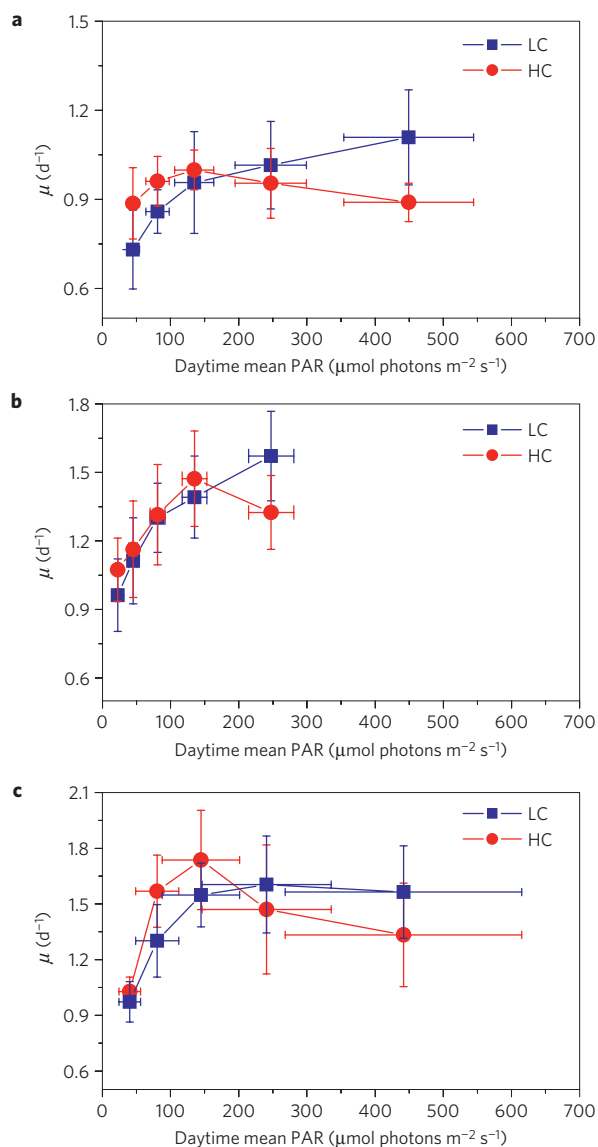 a
1.5
1.2
0.9
0.6
LC
HC
μ (d⁻¹)
0 100 200 300 400 500 600 700
Daytime mean PAR (μmol photons m⁻² s⁻¹)
b
1.8
1.5
1.2
0.9
0.6
LC
HC
μ (d⁻¹)
0 100 200 300 400 500 600 700
Daytime mean PAR (μmol photons m⁻² s⁻¹)
c
2.1
1.8
1.5
1.2
0.9
0.6
LC
HC
μ (d⁻¹)
0 100 200 300 400 500 600 700
Daytime mean PAR (μmol photons m⁻² s⁻¹)